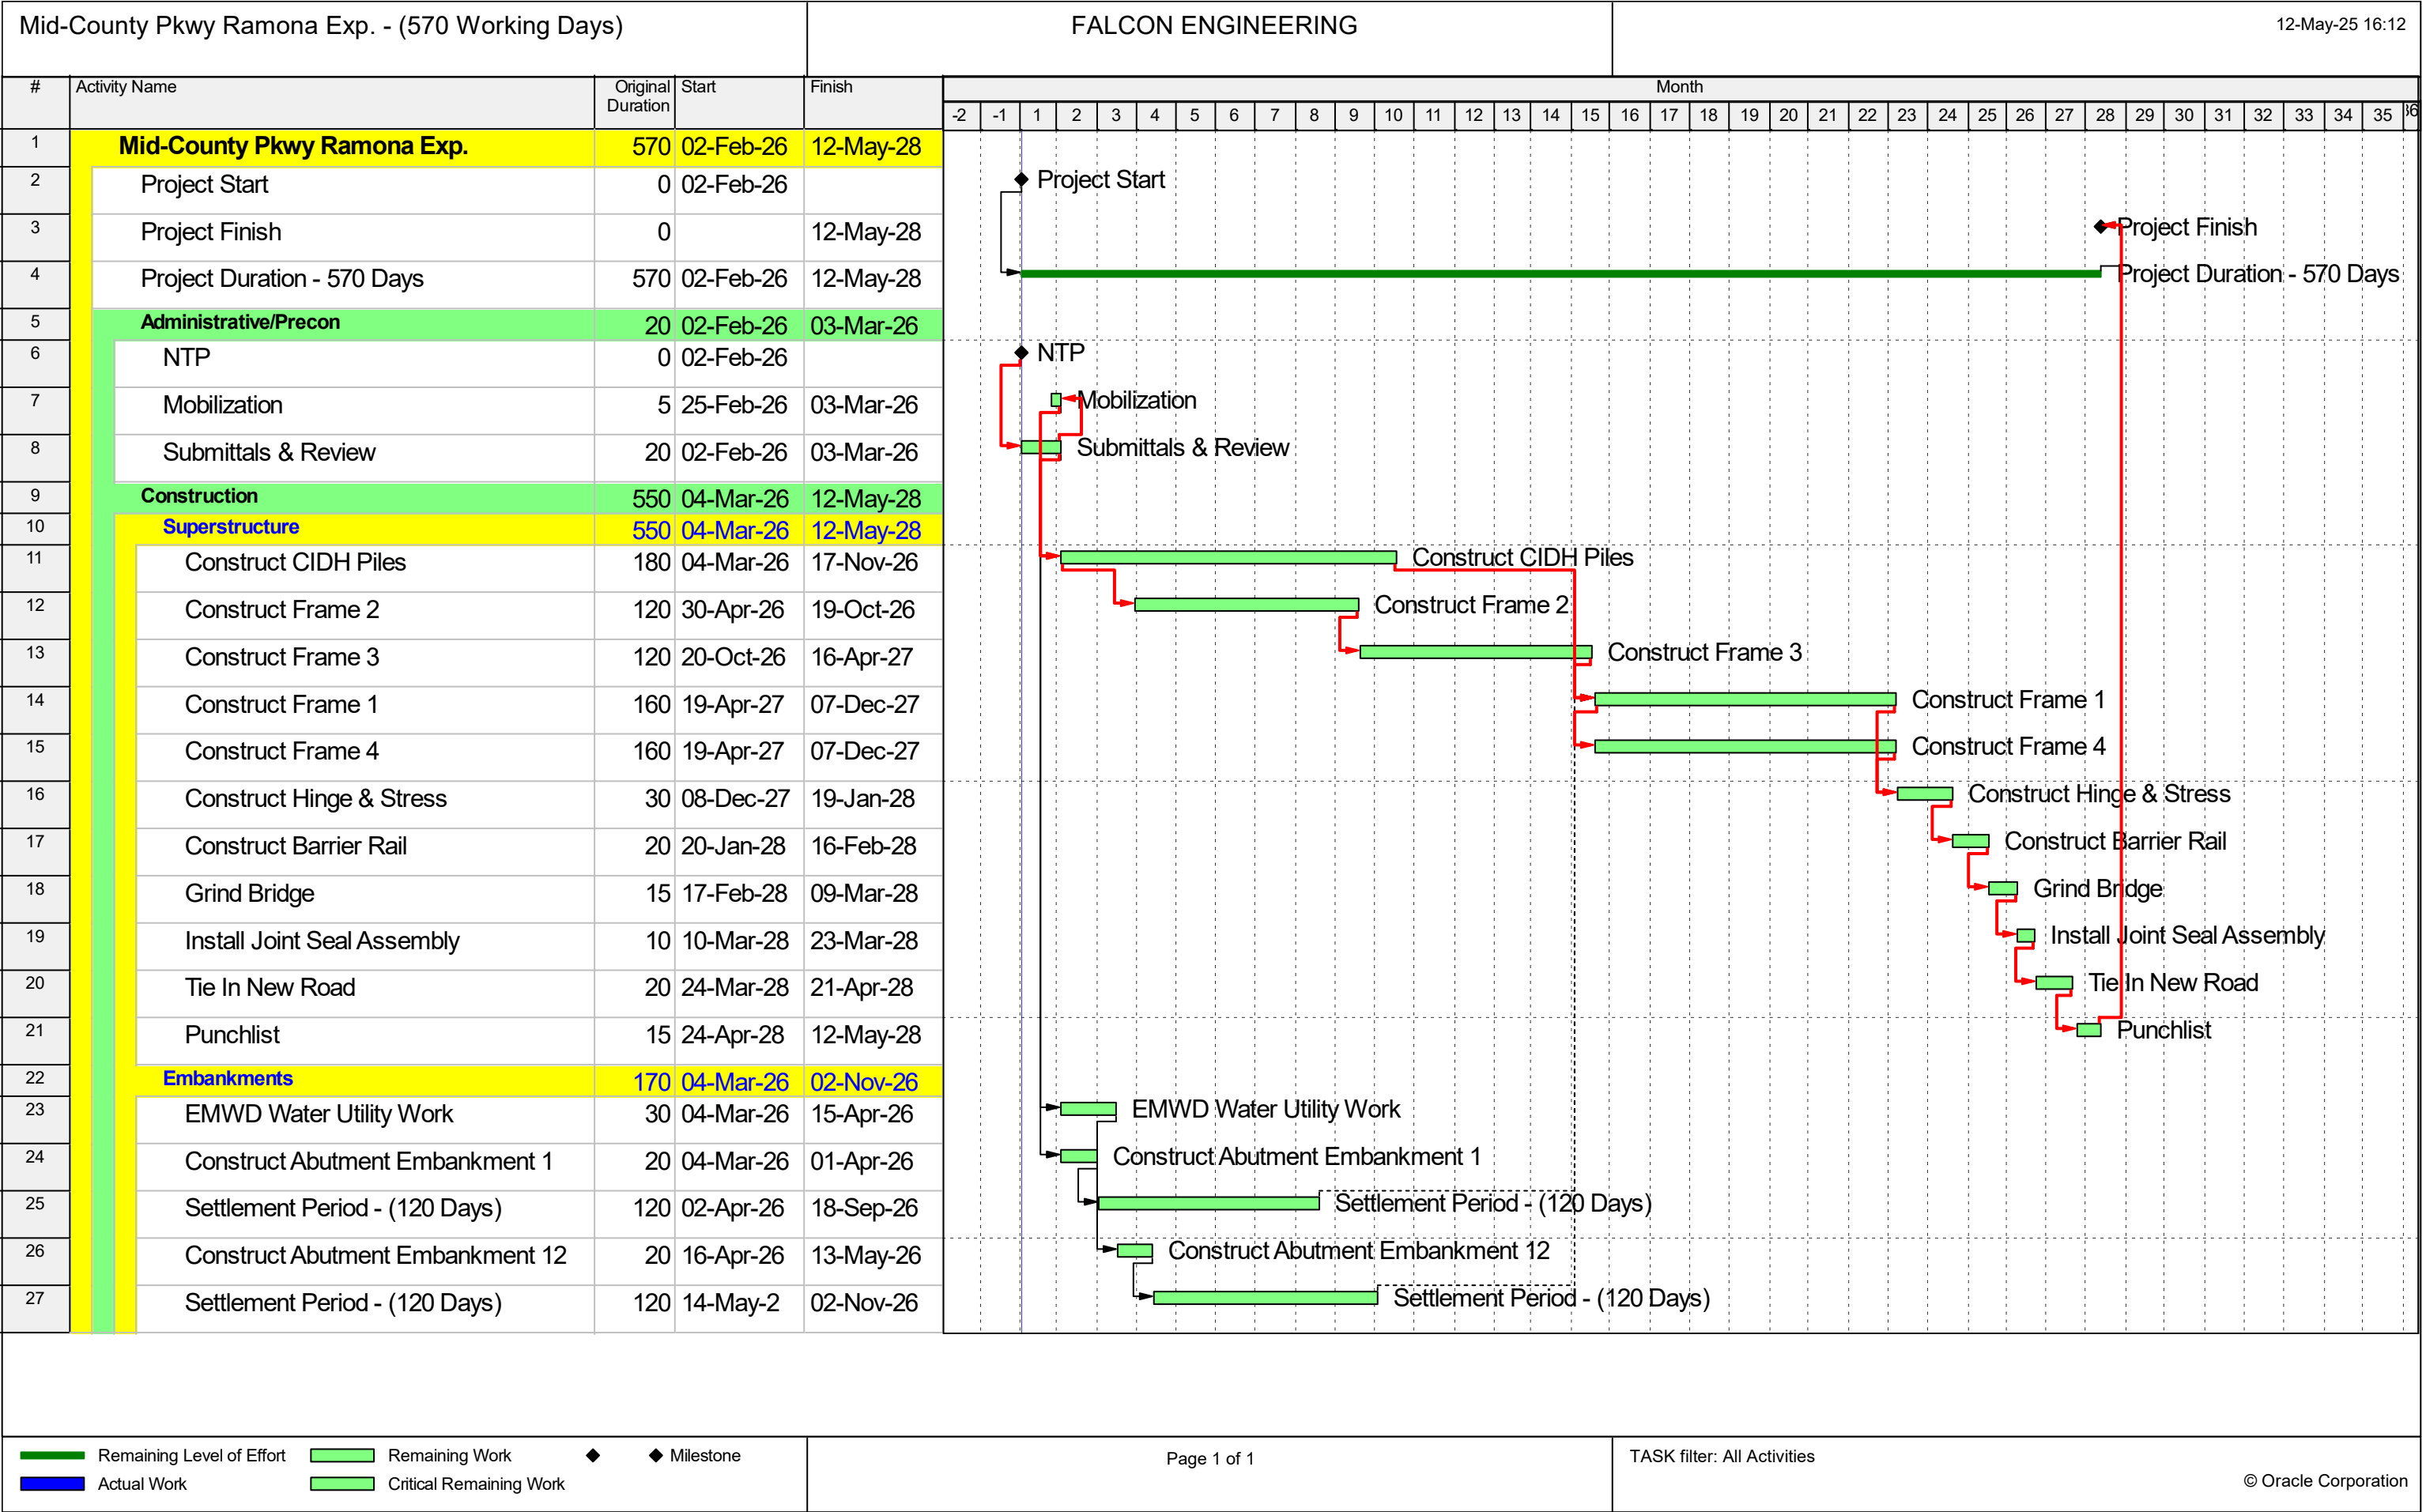 Mid-County Pkwy Ramona Exp. - (570 Working Days)
FALCON ENGINEERING
12-May-25 16:12
# Activity Name Original Duration Start Finish Month
-2 -1 1 2 3 4 5 6 7 8 9 10 11 12 13 14 15 16 17 18 19 20 21 22 23 24 25 26 27 28 29 30 31 32 33 34 35 36
1 Mid-County Pkwy Ramona Exp. 570 02-Feb-26 12-May-28
2 Project Start 0 02-Feb-26 Project Start
3 Project Finish 0 12-May-28 Project Finish
4 Project Duration - 570 Days 570 02-Feb-26 12-May-28 Project Duration - 570 Days
5 Administrative/Precon 20 02-Feb-26 03-Mar-26
6 NTP 0 02-Feb-26 NTP
7 Mobilization 5 25-Feb-26 03-Mar-26 Mobilization
8 Submittals & Review 20 02-Feb-26 03-Mar-26 Submittals & Review
9 Construction 550 04-Mar-26 12-May-28
10 Superstructure 550 04-Mar-26 12-May-28
11 Construct CIDH Piles 180 04-Mar-26 17-Nov-26 Construct CIDH Piles
12 Construct Frame 2 120 30-Apr-26 19-Oct-26 Construct Frame 2
13 Construct Frame 3 120 20-Oct-26 16-Apr-27 Construct Frame 3
14 Construct Frame 1 160 19-Apr-27 07-Dec-27 Construct Frame 1
15 Construct Frame 4 160 19-Apr-27 07-Dec-27 Construct Frame 4
16 Construct Hinge & Stress 30 08-Dec-27 19-Jan-28 Construct Hinge & Stress
17 Construct Barrier Rail 20 20-Jan-28 16-Feb-28 Construct Barrier Rail
18 Grind Bridge 15 17-Feb-28 09-Mar-28 Grind Bridge
19 Install Joint Seal Assembly 10 10-Mar-28 23-Mar-28 Install Joint Seal Assembly
20 Tie In New Road 20 24-Mar-28 21-Apr-28 Tie In New Road
21 Punchlist 15 24-Apr-28 12-May-28 Punchlist
22 Embankments 170 04-Mar-26 02-Nov-26
23 EMWD Water Utility Work 30 04-Mar-26 15-Apr-26 EMWD Water Utility Work
24 Construct Abutment Embankment 1 20 04-Mar-26 01-Apr-26 Construct Abutment Embankment 1
25 Settlement Period - (120 Days) 120 02-Apr-26 18-Sep-26 Settlement Period - (120 Days)
26 Construct Abutment Embankment 12 20 16-Apr-26 13-May-26 Construct Abutment Embankment 12
27 Settlement Period - (120 Days) 120 14-May-2 02-Nov-26 Settlement Period - (120 Days)
Remaining Level of Effort Remaining Work Milestone
Actual Work Critical Remaining Work
Page 1 of 1
TASK filter: All Activities
© Oracle Corporation